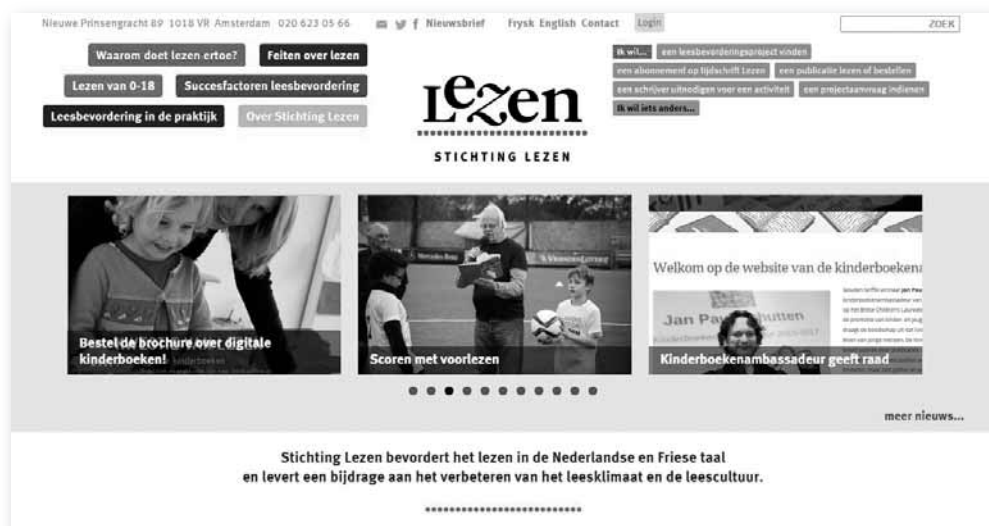 Nieuwe Prinsengracht 89 1018 VR Amsterdam 020 623 05 66 Nieuwsbrief Frysk English Contact Login ZOEK
Waarom doet lezen ertoe? Feiten over lezen
Lezen van 0-18 Succesfactoren leesbevordering
Leesbevordering in de praktijk Over Stichting Lezen
Lezen
STICHTING LEZEN
Ik wil... een leesbevorderingsproject vinden
een abonnement op tijdschrift Lezen een publicatie lezen of bestellen
een schrijver uitnodigen voor een activiteit een projectaanvraag indienen
Ik wil iets anders...
Bestel de brochure over digitale
kinderboeken!
Mercedes-Benz
Scoren met voorlezen
Welkom op de website van de kinderboekena
Jan Pau
hutten
Kinderboekenambassadeur geeft raad
meer nieuws...
Stichting Lezen bevordert het lezen in de Nederlandse en Friese taal
en levert een bijdrage aan het verbeteren van het leesklimaat en de leescultuur.